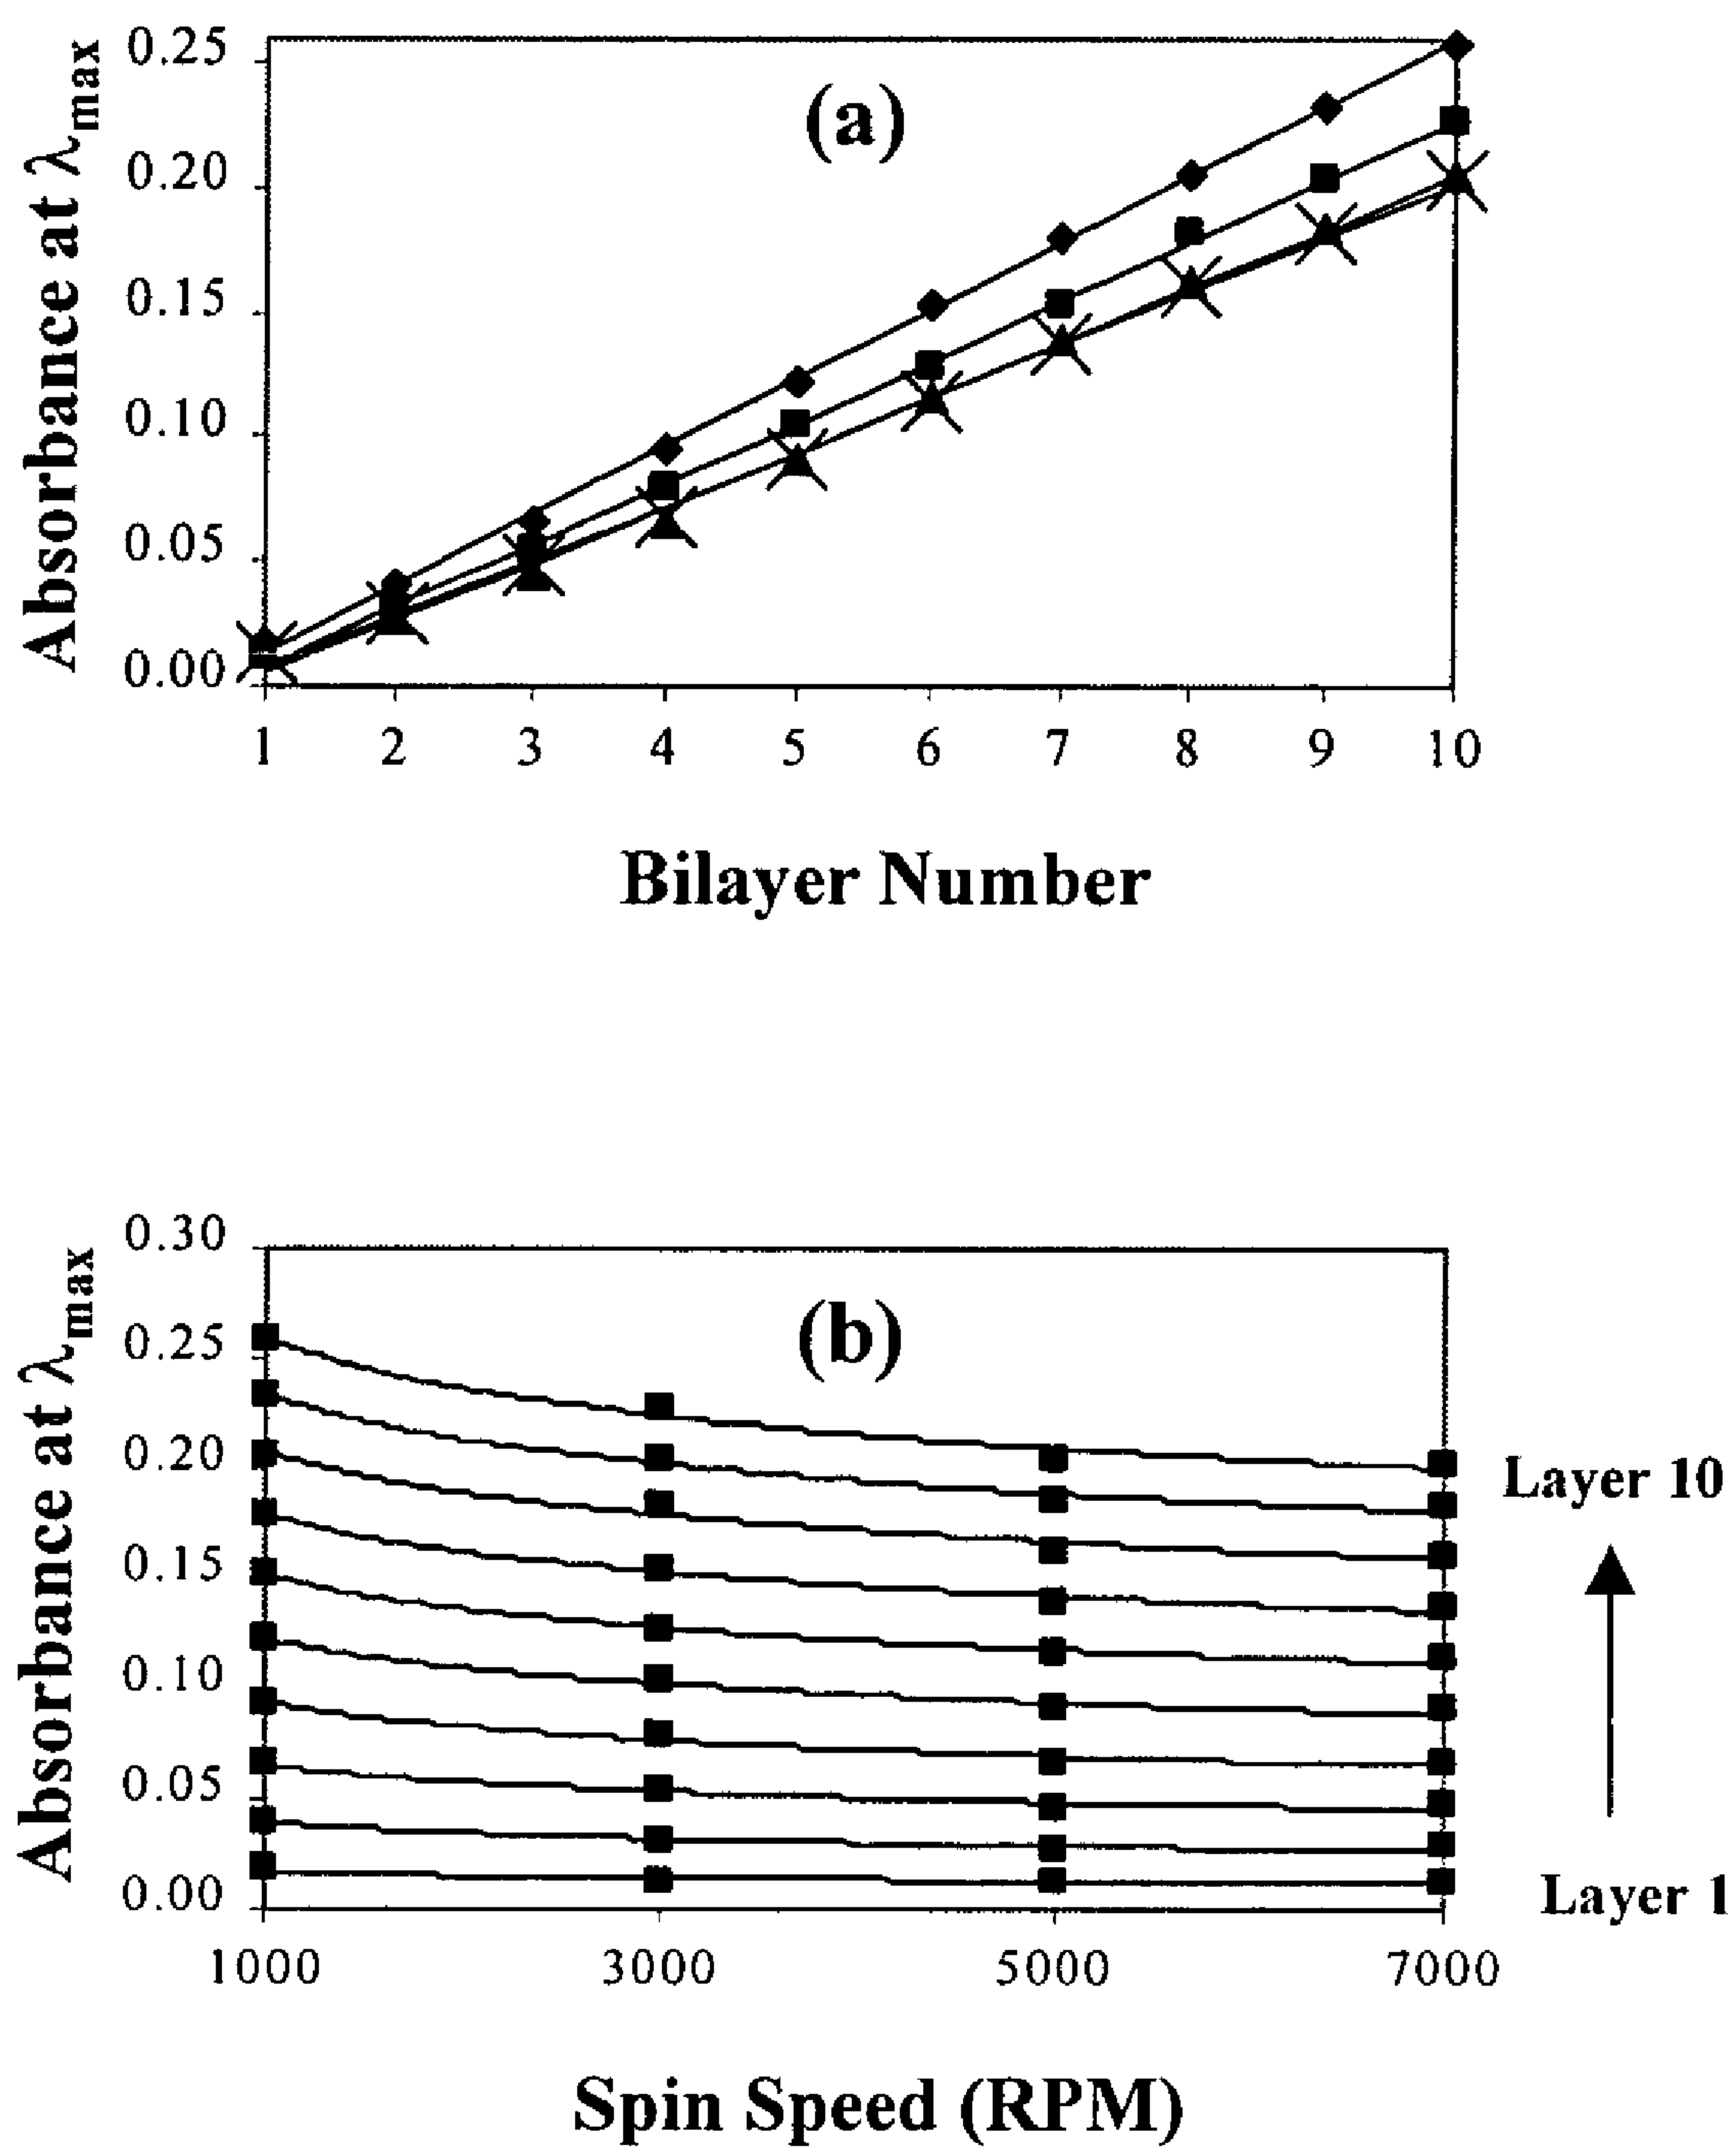 0.25
0.20
0.15
0.10
0.05
0.00
Absorbance at λmax
(a)
1 2 3 4 5 6 7 8 9 10
Bilayer Number
0.30
0.25
0.20
0.15
0.10
0.05
0.00
Absorbance at λmax
(b)
Layer 10
Layer 1
1000 3000 5000 7000
Spin Speed (RPM)